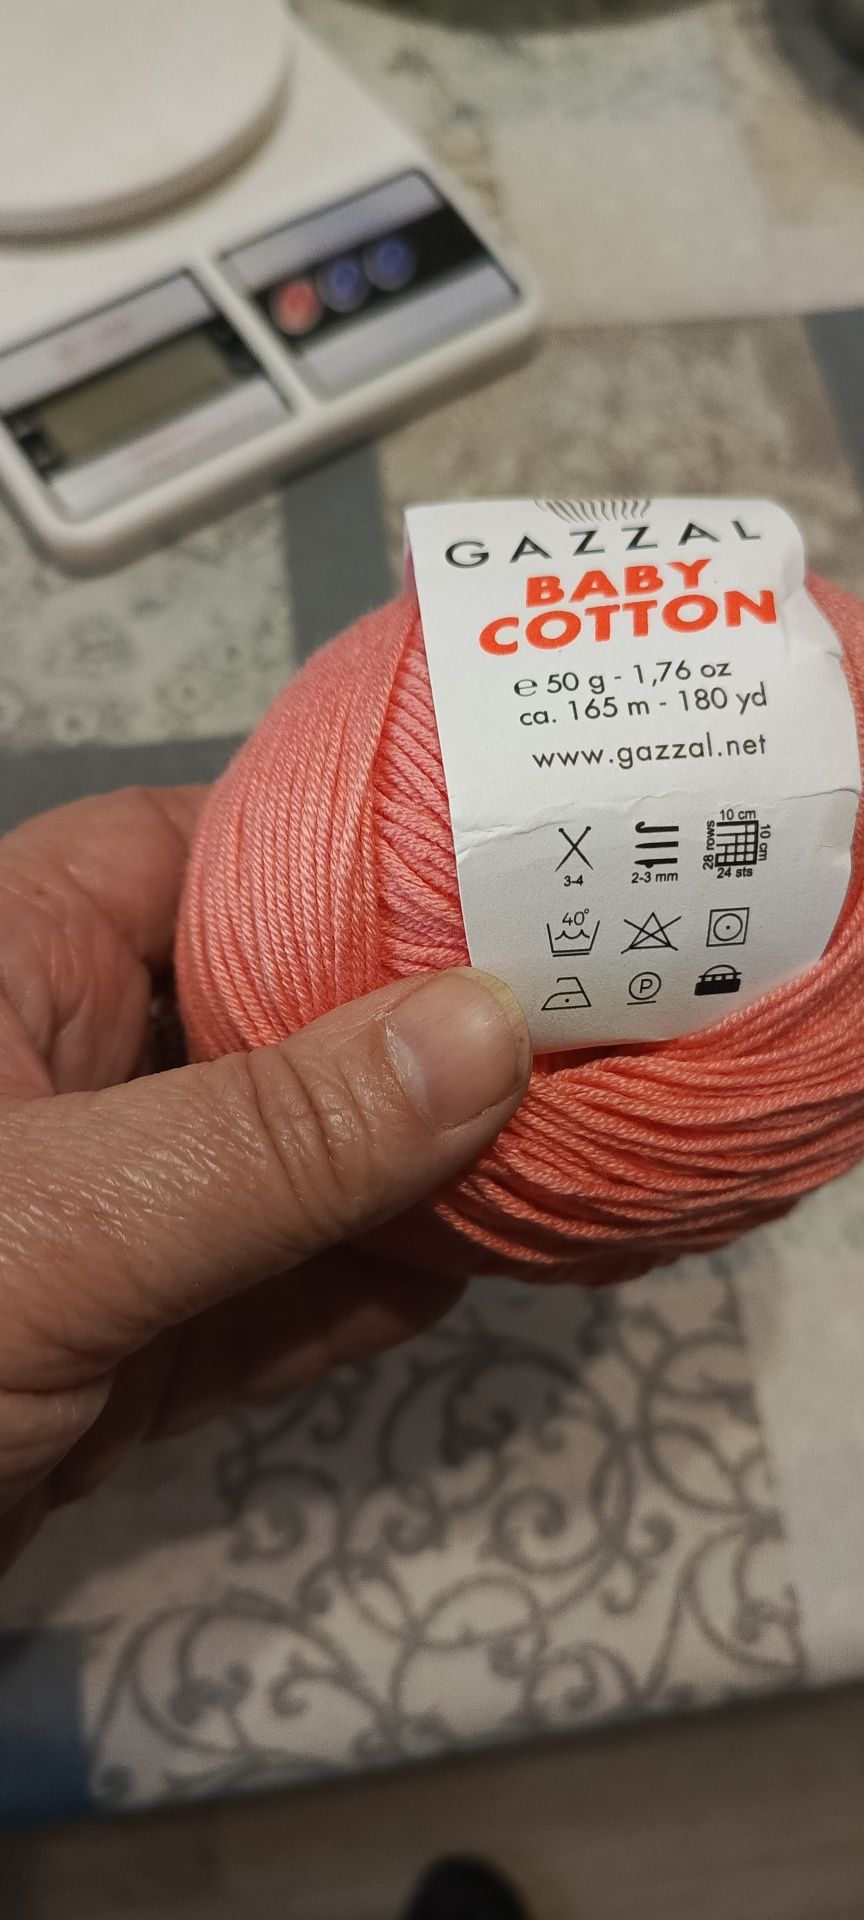 GAZZAL
BABY
COTTON
e 50 g - 1,76 oz
ca. 165 m - 180 yd
www.gazzal.net
3-4
2-3 mm
10 cm
28 rows
10 cm
24 sts
40°
P